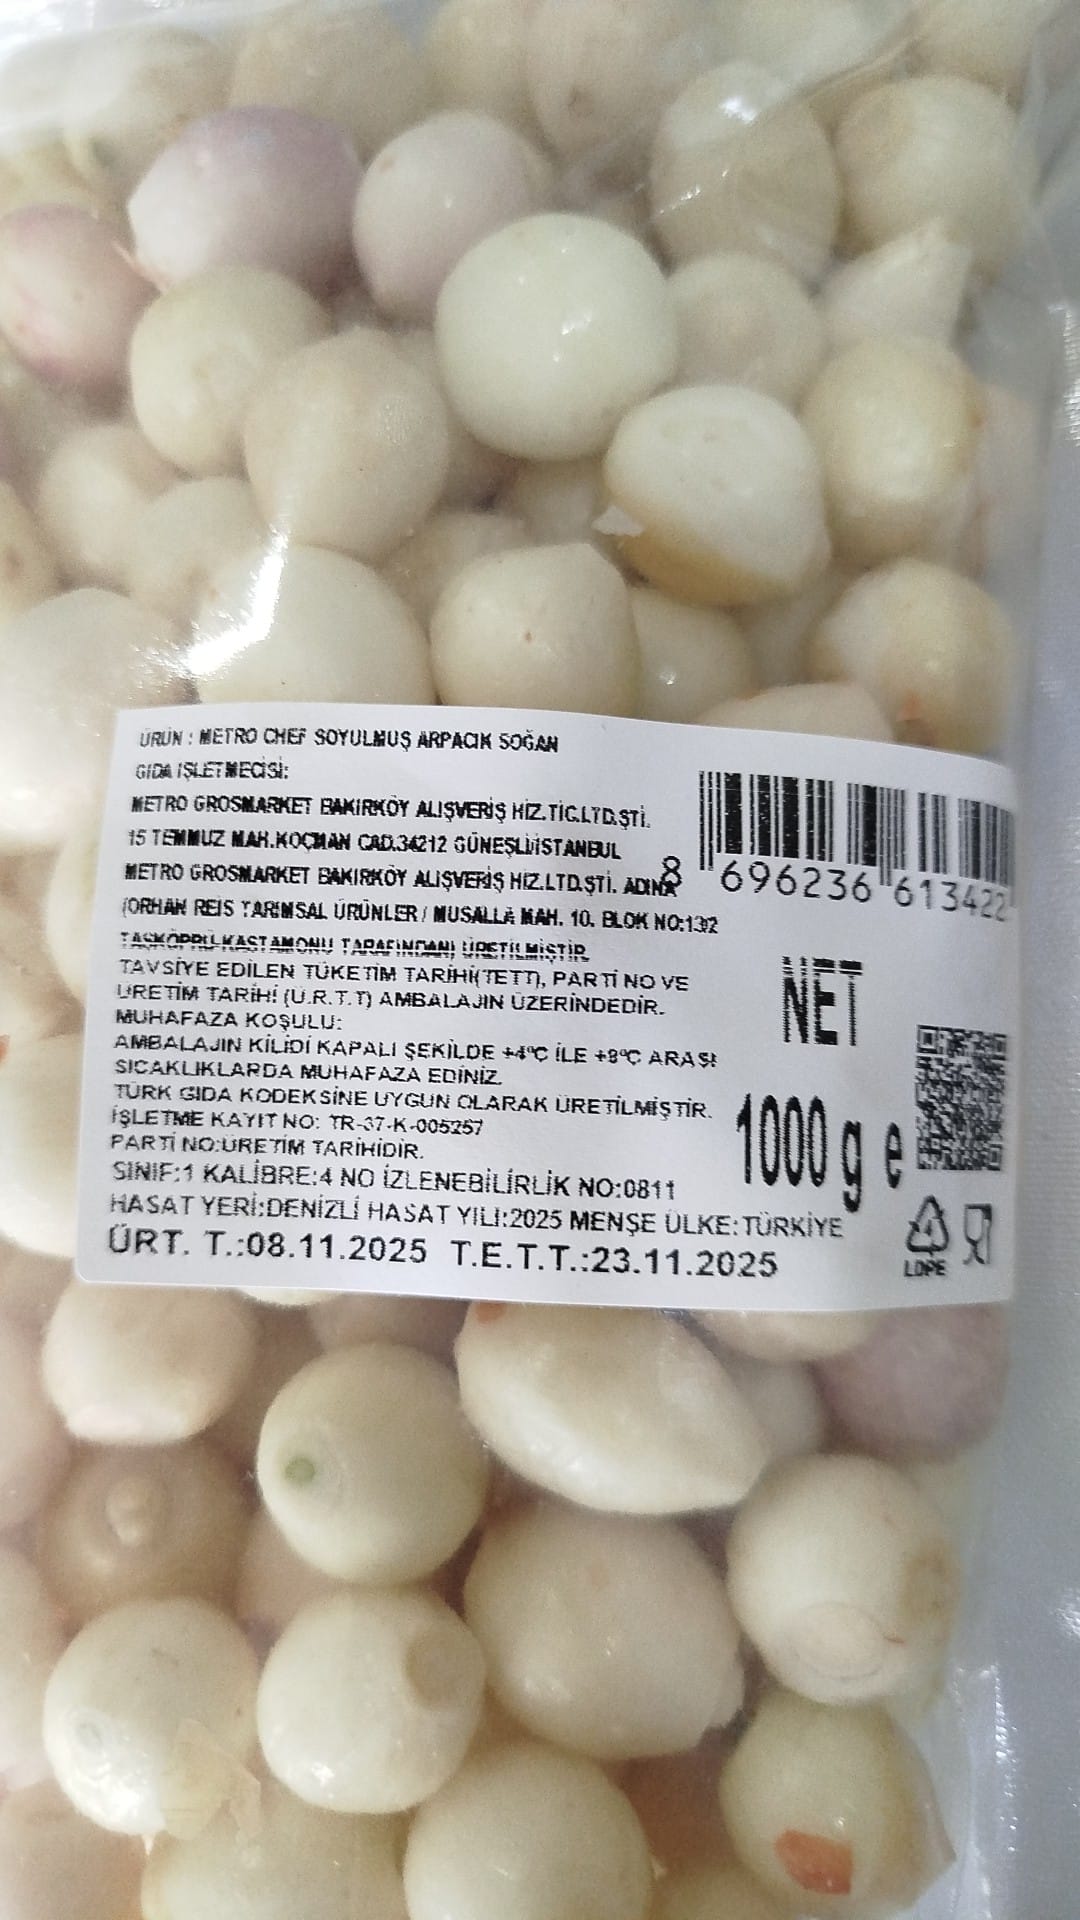 ÜRÜN : METRO CHEF SOYULMUŞ ARPACIK SOĞAN
GIDA İŞLETMECİSİ:
METRO GROSMARKET BAKIRKÖY ALIŞVERİŞ HİZ.TİC.LTD.ŞTİ.
15 TEMMUZ MAH.KOÇMAN CAD.34212 GÜNEŞLİ/İSTANBUL
METRO GROSMARKET BAKIRKÖY ALIŞVERİŞ HİZ.LTD.ŞTİ. ADINA
(ORHAN REİS TARIMSAL ÜRÜNLER / MUSALLA MAH. 10. BLOK NO:13/2
TAŞKÖPRÜ-KASTAMONU TARAFINDAN) ÜRETİLMİŞTİR.
TAVSİYE EDİLEN TÜKETİM TARİHİ(TETT), PARTİ NO VE
ÜRETİM TARİHİ (Ü.R.T.T) AMBALAJIN ÜZERİNDEDİR.
MUHAFAZA KOŞULU:
AMBALAJIN KİLİDİ KAPALI ŞEKİLDE +4°C İLE +8°C ARASI
SICAKLIKLARDA MUHAFAZA EDİNİZ.
TÜRK GIDA KODEKSİNE UYGUN OLARAK ÜRETİLMİŞTİR.
İŞLETME KAYIT NO: TR-37-K-005257
PARTİ NO:ÜRETİM TARİHİDİR.
SINIF:1 KALİBRE:4 NO İZLENEBİLİRLİK NO:0811
HASAT YERİ:DENİZLİ HASAT YILI:2025 MENŞE ÜLKE:TÜRKİYE
ÜRT. T.:08.11.2025 T.E.T.T.:23.11.2025
8 696236 613422
NET
1000 g e
LDPE